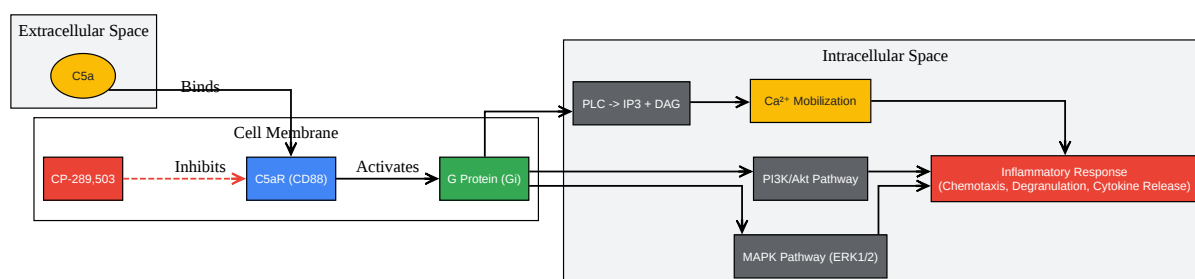 Extracellular Space
C5a
Binds
Cell Membrane
CP-289,503
Inhibits
C5aR (CD88)
Activates
G Protein (Gi)
Intracellular Space
PLC -> IP3 + DAG
Ca²⁺ Mobilization
PI3K/Akt Pathway
MAPK Pathway (ERK1/2)
Inflammatory Response
(Chemotaxis, Degranulation, Cytokine Release)